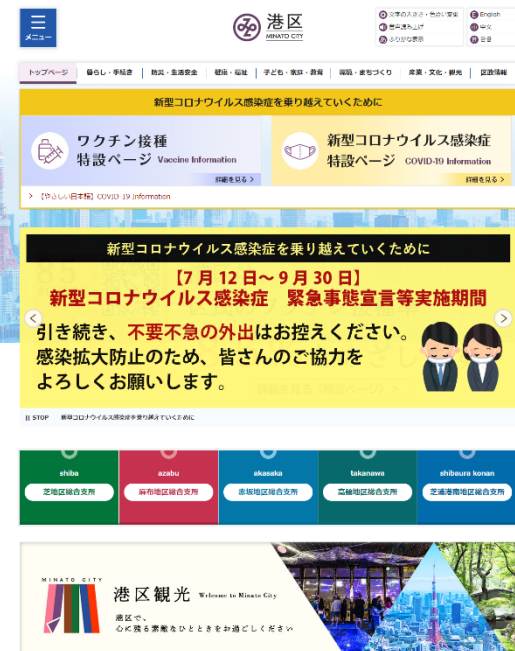 メニュー
港区
MINATO CITY
文字の大きさ・色合い変更
音声読み上げ
ふりがな表示
English
中文
한글
トップページ
暮らし・手続き
防災・生活安全
健康・福祉
子ども・家庭・教育
環境・まちづくり
産業・文化・観光
区政情報
新型コロナウイルス感染症を乗り越えていくために
ワクチン接種
特設ページ Vaccine Information
詳細を見る >
新型コロナウイルス感染症
特設ページ COVID-19 Information
詳細を見る >
> 【やさしい日本語】COVID-19 Information
新型コロナウイルス感染症を乗り越えていくために
【7月12日～9月30日】
新型コロナウイルス感染症 緊急事態宣言等実施期間
引き続き、不要不急の外出はお控えください。
感染拡大防止のため、皆さんのご協力を
よろしくお願いします。
STOP 新型コロナウイルス感染症を乗り越えていくために
shiba
芝地区総合支所
azabu
麻布地区総合支所
akasaka
赤坂地区総合支所
takanawa
高輪地区総合支所
shibaura konan
芝浦港南地区総合支所
MINATO CITY
港区観光 Welcome to Minato City
港区で、
心に残る素敵なひとときをお過ごしください